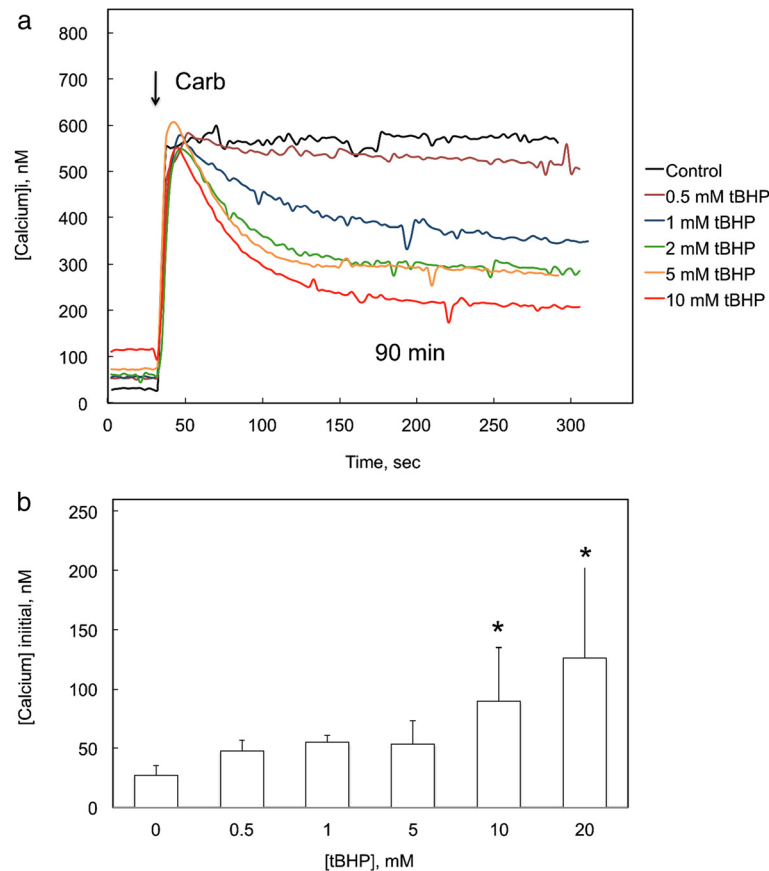 a
800
700
600
500
400
300
200
100
0
[Calcium]i, nM
Carb
90 min
0 50 100 150 200 250 300
Time, sec
Control
0.5 mM tBHP
1 mM tBHP
2 mM tBHP
5 mM tBHP
10 mM tBHP
b
250
200
150
100
50
0
[Calcium] iniitial, nM
*
*
0 0.5 1 5 10 20
[tBHP], mM